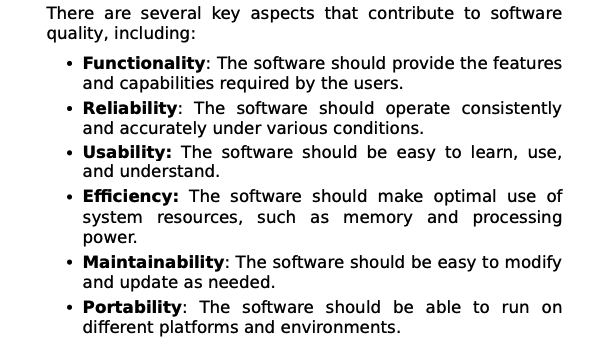 There are several key aspects that contribute to software
quality, including:
• Functionality: The software should provide the features
and capabilities required by the users.
• Reliability: The software should operate consistently
and accurately under various conditions.
• Usability: The software should be easy to learn, use,
and understand.
• Efficiency: The software should make optimal use of
system resources, such as memory and processing
power.
• Maintainability: The software should be easy to modify
and update as needed.
• Portability: The software should be able to run on
different platforms and environments.